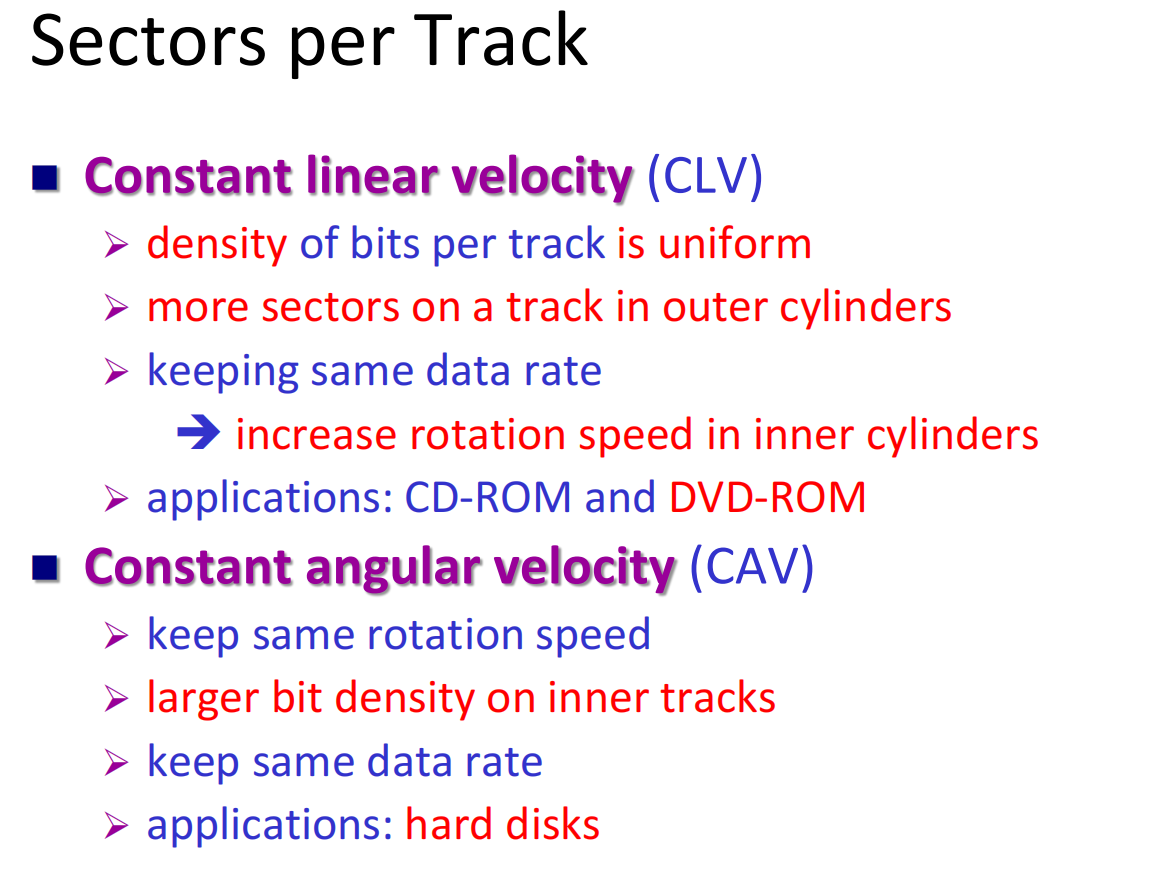 Sectors per Track
Constant linear velocity (CLV)
density of bits per track is uniform
more sectors on a track in outer cylinders
keeping same data rate
increase rotation speed in inner cylinders
applications: CD-ROM and DVD-ROM
Constant angular velocity (CAV)
keep same rotation speed
larger bit density on inner tracks
keep same data rate
applications: hard disks